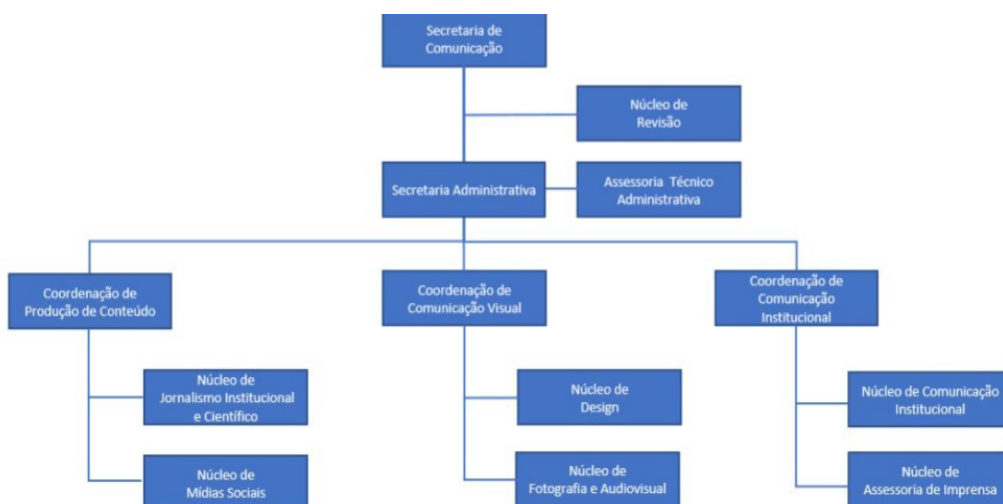 Secretaria de
Comunicação
Núcleo de
Revisão
Secretaria Administrativa
Assessoria Técnico
Administrativa
Coordenação de
Produção de Conteúdo
Coordenação de
Comunicação Visual
Coordenação de
Comunicação
Institucional
Núcleo de
Jornalismo Institucional
e Científico
Núcleo de
Design
Núcleo de Comunicação
Institucional
Núcleo de
Mídias Sociais
Núcleo de
Fotografia e Audiovisual
Núcleo de
Assessoria de Imprensa